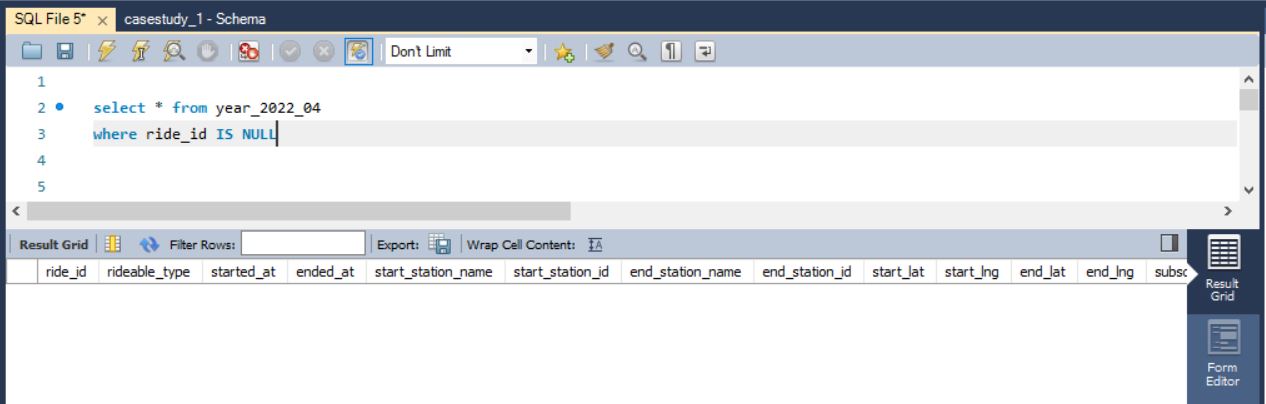 SQL File 5* × casestudy_1 - Schema
Don't Limit
1
2 select * from year_2022_04
3 where ride_id IS NULL
4
5
Result Grid Filter Rows: Export: Wrap Cell Content: IA
ride_id rideable_type started_at ended_at start_station_name start_station_id end_station_name end_station_id start_lat start_lng end_lat end_lng subsc
Result
Grid
Form
Editor